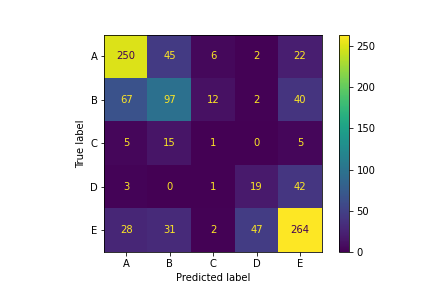 A 250 45 6 2 22
B 67 97 12 2 40
C 5 15 1 0 5
D 3 0 1 19 42
E 28 31 2 47 264
A B C D E
Predicted label
True label
250
200
150
100
50
0